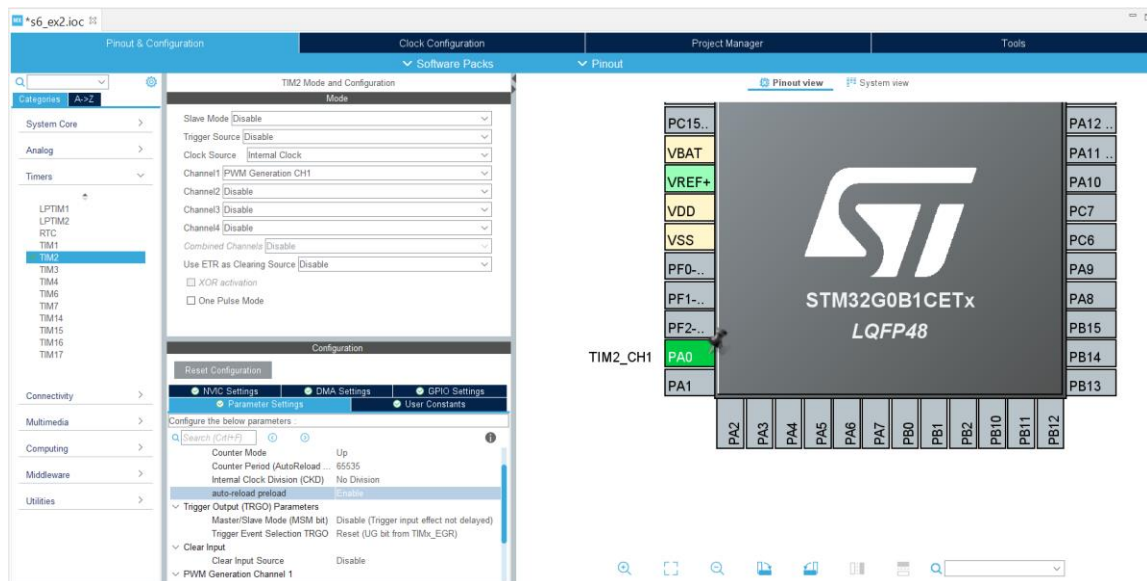 *s6_ex2.ioc
Pinout & Configuration
Clock Configuration
Project Manager
Tools
Software Packs
Pinout
Categories A->Z
System Core
Analog
Timers
LPTIM1
LPTIM2
RTC
TIM1
TIM2
TIM3
TIM4
TIM6
TIM7
TIM14
TIM15
TIM16
TIM17
Connectivity
Multimedia
Computing
Middleware
Utilities
TIM2 Mode and Configuration
Mode
Slave Mode Disable
Trigger Source Disable
Clock Source Internal Clock
Channel1 PWM Generation CH1
Channel2 Disable
Channel3 Disable
Channel4 Disable
Combined Channels Disable
Use ETR as Clearing Source Disable
XOR activation
One Pulse Mode
Configuration
Reset Configuration
NVIC Settings DMA Settings GPIO Settings
Parameter Settings User Constants
Configure the below parameters :
Search (Crtl+F)
Counter Mode Up
Counter Period (AutoReload ... 65535
Internal Clock Division (CKD) No Division
auto-reload preload Enable
Trigger Output (TRGO) Parameters
Master/Slave Mode (MSM bit) Disable (Trigger input effect not delayed)
Trigger Event Selection TRGO Reset (UG bit from TIMx_EGR)
Clear Input
Clear Input Source Disable
PWM Generation Channel 1
Pinout view System view
PC15..
VBAT
VREF+
VDD
VSS
PF0-..
PF1-..
PF2-..
TIM2_CH1 PA0
PA1
STM32G0B1CETx
LQFP48
PA12 ..
PA11 ..
PA10
PC7
PC6
PA9
PA8
PB15
PB14
PB13
PA2
PA3
PA4
PA5
PA6
PA7
PB0
PB1
PB2
PB10
PB11
PB12